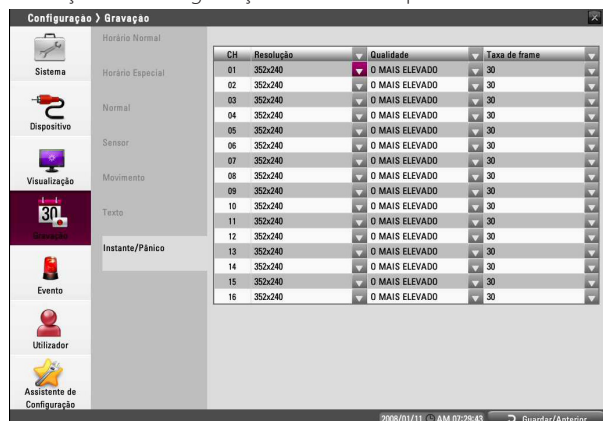 Configuração > Gravação
Sistema
Dispositivo
Visualização
Gravação
Evento
Utilizador
Assistente de
Configuração
Horário Normal
Horário Especial
Normal
Sensor
Movimento
Texto
Instante/Pânico
CH Resolução Qualidade Taxa de frame
01 352x240 O MAIS ELEVADO 30
02 352x240 O MAIS ELEVADO 30
03 352x240 O MAIS ELEVADO 30
04 352x240 O MAIS ELEVADO 30
05 352x240 O MAIS ELEVADO 30
06 352x240 O MAIS ELEVADO 30
07 352x240 O MAIS ELEVADO 30
08 352x240 O MAIS ELEVADO 30
09 352x240 O MAIS ELEVADO 30
10 352x240 O MAIS ELEVADO 30
11 352x240 O MAIS ELEVADO 30
12 352x240 O MAIS ELEVADO 30
13 352x240 O MAIS ELEVADO 30
14 352x240 O MAIS ELEVADO 30
15 352x240 O MAIS ELEVADO 30
16 352x240 O MAIS ELEVADO 30
2008/01/11 AM 07:29:43 Guardar/Anterior